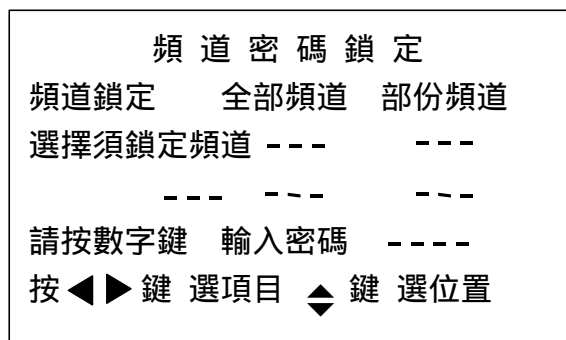 頻道密碼鎖定
頻道鎖定 全部頻道 部份頻道
選擇須鎖定頻道 --- ---
--- --- ---
請按數字鍵 輸入密碼 ----
按◀▶鍵 選項目 ◆鍵 選位置